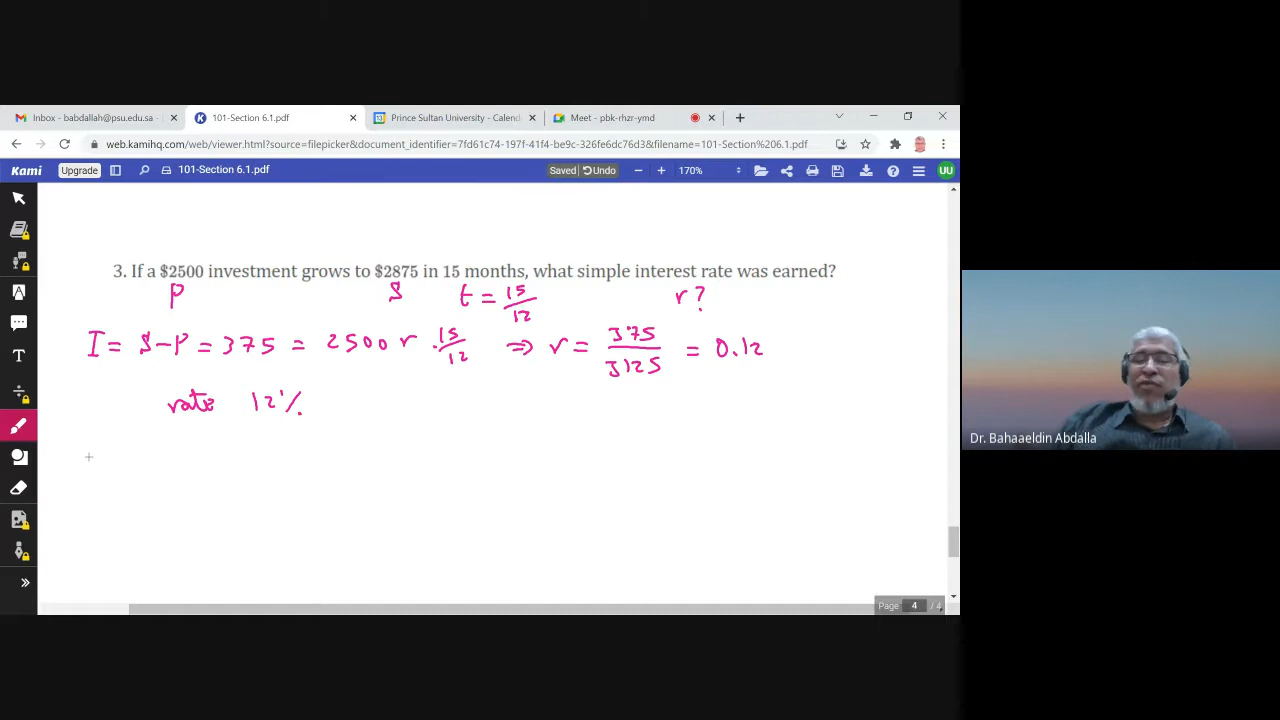 Inbox - babdallah@psu.edu.sa - 101-Section 6.1.pdf Prince Sultan University - Calend Meet - pbk-rhzr-ymd
web.kamihq.com/web/viewer.html?source=filepicker&document_identifier=7fd61c74-197f-41f4-be9c-326fe6dc76d3&filename=101-Section%206.1.pdf
Kami Upgrade 101-Section 6.1.pdf Saved Undo 170% UU
3. If a $2500 investment grows to $2875 in 15 months, what simple interest rate was earned?
P S t = 15/12 r?
I = S-P = 375 = 2500 r · 15/12 ⇒ r = 375/3125 = 0.12
rate 12%
Dr. Bahaaeldin Abdalla
Page 4 / 4